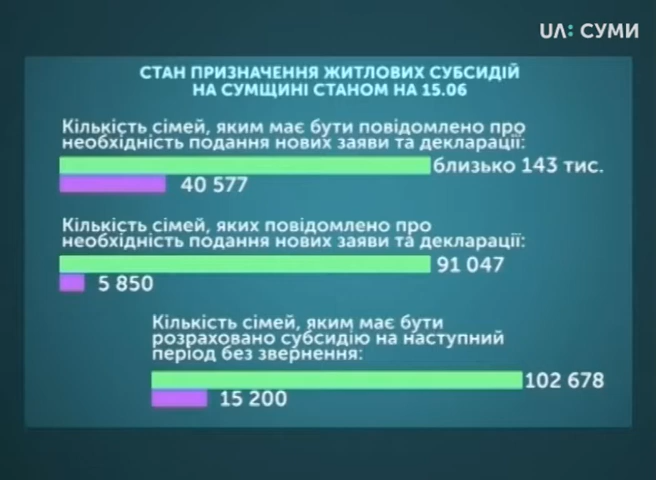 UA: СУМИ
СТАН ПРИЗНАЧЕННЯ ЖИТЛОВИХ СУБСИДІЙ
НА СУМЩИНІ СТАНОМ НА 15.06
Кількість сімей, яким має бути повідомлено про
необхідність подання нових заяви та декларації:
близько 143 тис.
40 577
Кількість сімей, яких повідомлено про
необхідність подання нових заяви та декларації:
91 047
5 850
Кількість сімей, яким має бути
розраховано субсидію на наступний
період без звернення:
102 678
15 200